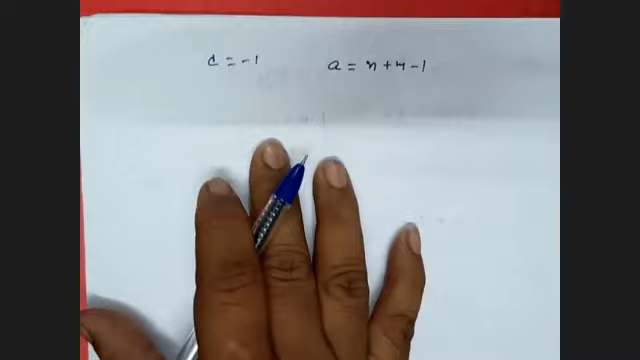 d = -1 a = n + 4 - 1